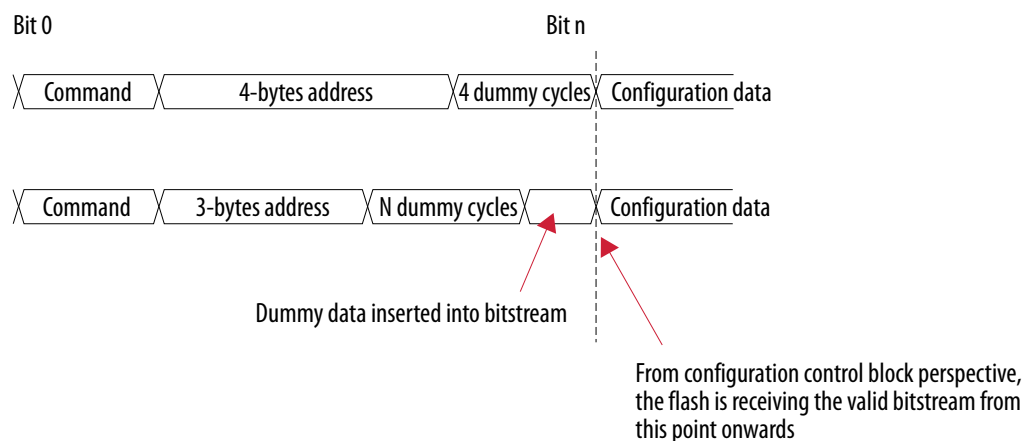 Bit 0 Bit n
Command 4-bytes address 4 dummy cycles Configuration data
Command 3-bytes address N dummy cycles Configuration data
Dummy data inserted into bitstream
From configuration control block perspective,
the flash is receiving the valid bitstream from
this point onwards